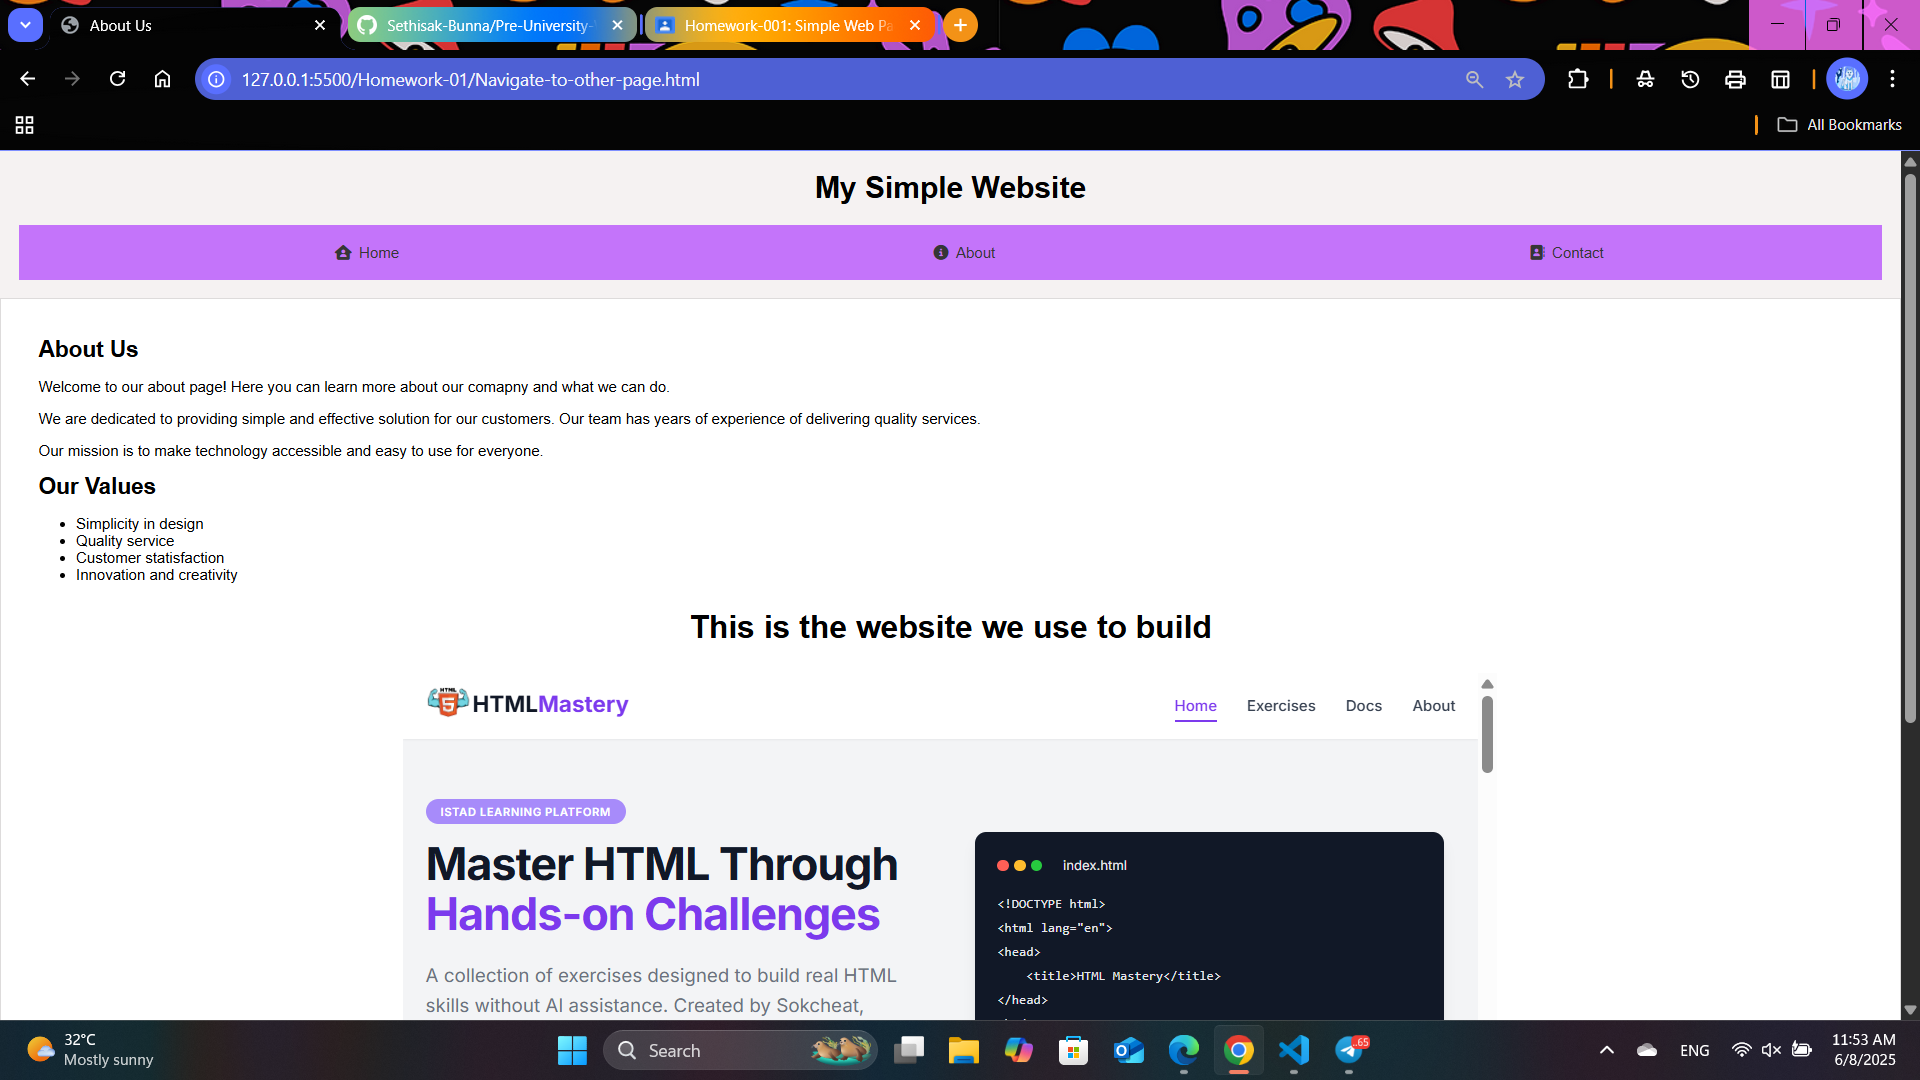 About Us
Sethisak-Bunna/Pre-University-
Homework-001: Simple Web Pa
127.0.0.1:5500/Homework-01/Navigate-to-other-page.html
All Bookmarks
My Simple Website
Home
About
Contact
About Us
Welcome to our about page! Here you can learn more about our comapny and what we can do.
We are dedicated to providing simple and effective solution for our customers. Our team has years of experience of delivering quality services.
Our mission is to make technology accessible and easy to use for everyone.
Our Values
Simplicity in design
Quality service
Customer statisfaction
Innovation and creativity
This is the website we use to build
HTML
5
HTMLMastery
Home
Exercises
Docs
About
ISTAD LEARNING PLATFORM
Master HTML Through
Hands-on Challenges
A collection of exercises designed to build real HTML
skills without AI assistance. Created by Sokcheat,
index.html
<!DOCTYPE html>
<html lang="en">
<head>
<title>HTML Mastery</title>
</head>
32°C
Mostly sunny
Search
.65
ENG
11:53 AM
6/8/2025